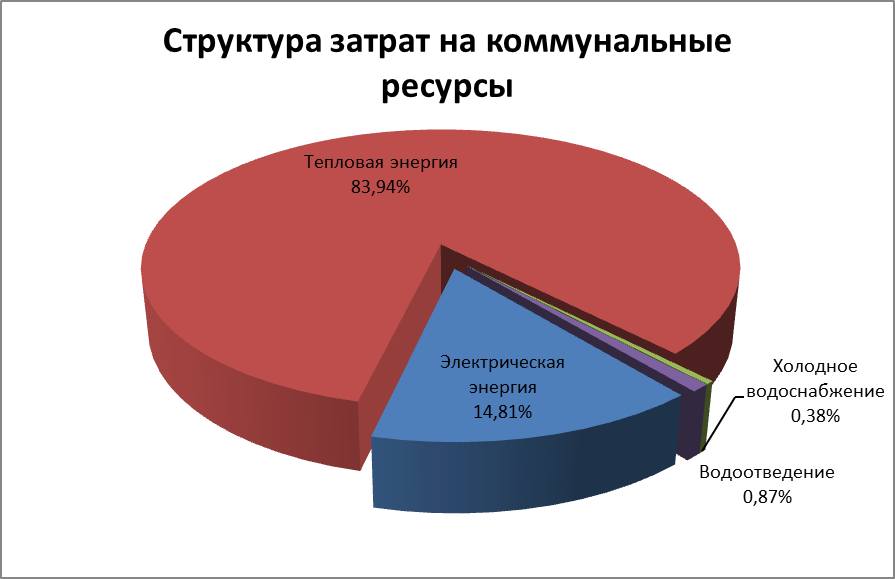 Структура затрат на коммунальные
ресурсы
Тепловая энергия
83,94%
Электрическая
энергия
14,81%
Холодное
водоснабжение
0,38%
Водоотведение
0,87%